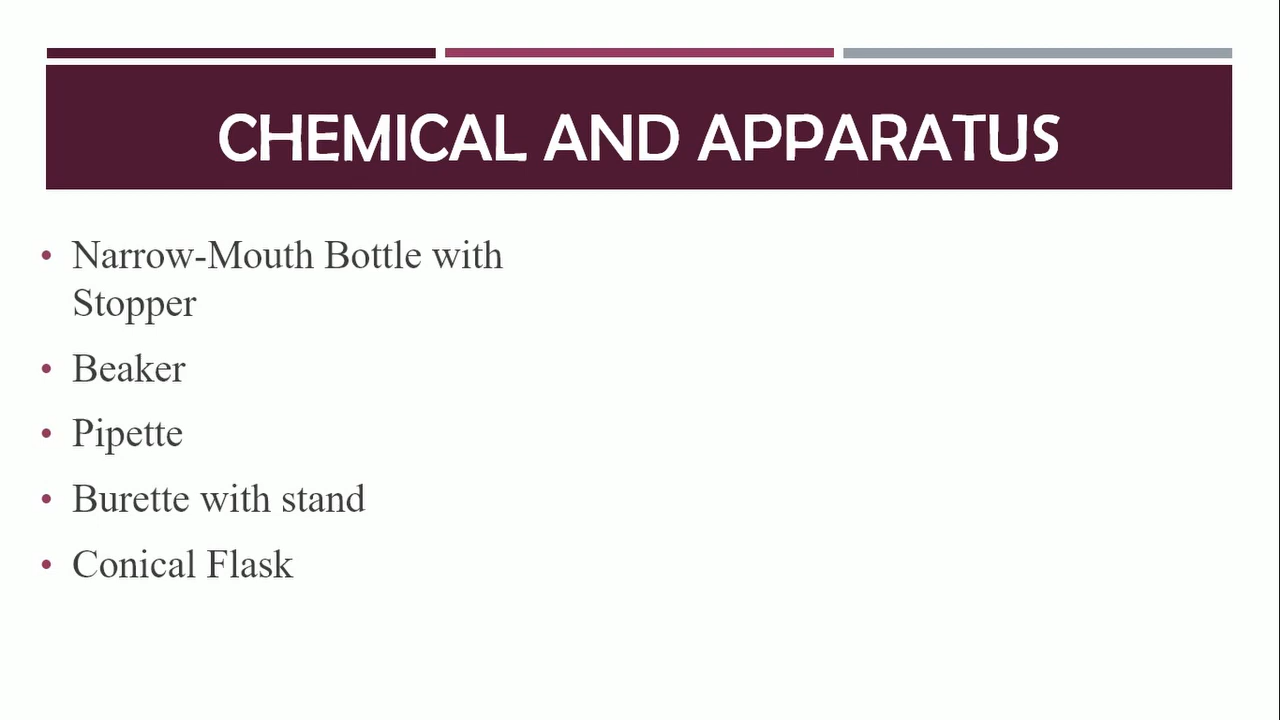 CHEMICAL AND APPARATUS
• Narrow-Mouth Bottle with
Stopper
• Beaker
• Pipette
• Burette with stand
• Conical Flask